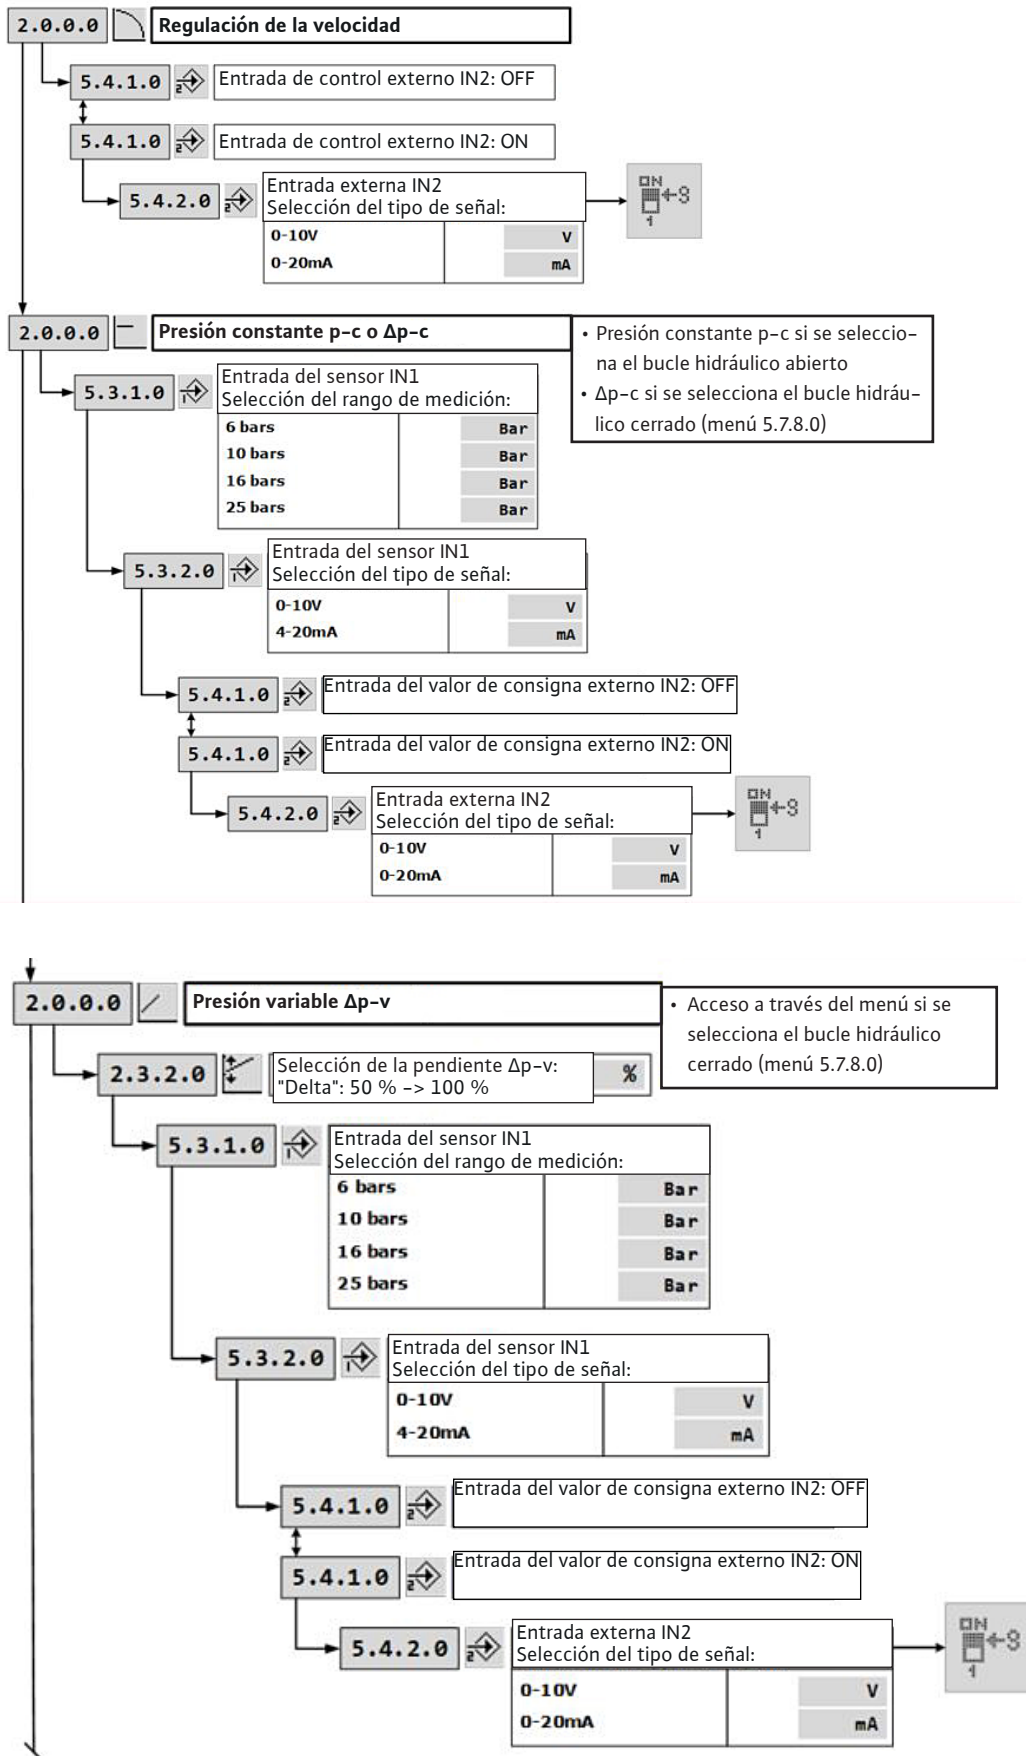 2.0.0.0 Regulación de la velocidad
5.4.1.0 2 Entrada de control externo IN2: OFF
5.4.1.0 2 Entrada de control externo IN2: ON
5.4.2.0 2 Entrada externa IN2
Selección del tipo de señal:
ON
1
0-10V V
0-20mA mA
2.0.0.0 Presión constante p-c o Δp-c
• Presión constante p-c si se seleccio-
na el bucle hidráulico abierto
• Δp-c si se selecciona el bucle hidráu-
lico cerrado (menú 5.7.8.0)
5.3.1.0 1 Entrada del sensor IN1
Selección del rango de medición:
6 bars Bar
10 bars Bar
16 bars Bar
25 bars Bar
5.3.2.0 1 Entrada del sensor IN1
Selección del tipo de señal:
0-10V V
4-20mA mA
5.4.1.0 2 Entrada del valor de consigna externo IN2: OFF
5.4.1.0 2 Entrada del valor de consigna externo IN2: ON
5.4.2.0 2 Entrada externa IN2
Selección del tipo de señal:
ON
1
0-10V V
0-20mA mA
2.0.0.0 Presión variable Δp-v
• Acceso a través del menú si se
selecciona el bucle hidráulico
cerrado (menú 5.7.8.0)
2.3.2.0 Selección de la pendiente Δp-v: %
"Delta": 50 % -> 100 %
5.3.1.0 1 Entrada del sensor IN1
Selección del rango de medición:
6 bars Bar
10 bars Bar
16 bars Bar
25 bars Bar
5.3.2.0 1 Entrada del sensor IN1
Selección del tipo de señal:
0-10V V
4-20mA mA
5.4.1.0 2 Entrada del valor de consigna externo IN2: OFF
5.4.1.0 2 Entrada del valor de consigna externo IN2: ON
5.4.2.0 2 Entrada externa IN2
Selección del tipo de señal:
ON
1
0-10V V
0-20mA mA